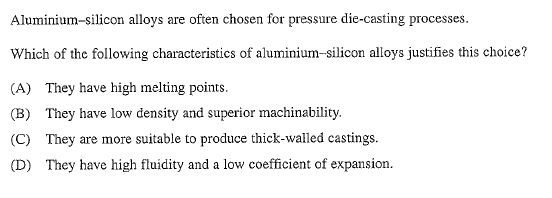 Aluminium–silicon alloys are often chosen for pressure die-casting processes.
Which of the following characteristics of aluminium–silicon alloys justifies this choice?
(A) They have high melting points.
(B) They have low density and superior machinability.
(C) They are more suitable to produce thick-walled castings.
(D) They have high fluidity and a low coefficient of expansion.